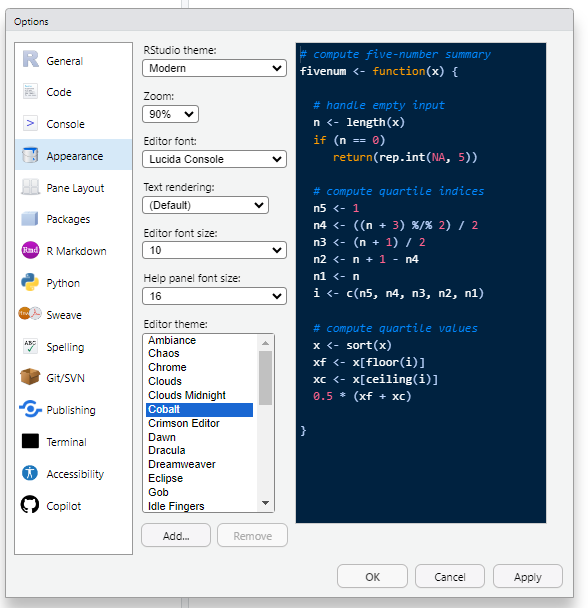 Options
General
Code
Console
Appearance
Pane Layout
Packages
R Markdown
Python
Sweave
Spelling
Git/SVN
Publishing
Terminal
Accessibility
Copilot
RStudio theme:
Modern
Zoom:
90%
Editor font:
Lucida Console
Text rendering:
(Default)
Editor font size:
10
Help panel font size:
16
Editor theme:
Ambiance
Chaos
Chrome
Clouds
Clouds Midnight
Cobalt
Crimson Editor
Dawn
Dracula
Dreamweaver
Eclipse
Gob
Idle Fingers
Add...
Remove
# compute five-number summary
fivenum <- function(x) {
# handle empty input
n <- length(x)
if (n == 0)
return(rep.int(NA, 5))
# compute quartile indices
n5 <- 1
n4 <- ((n + 3) %/% 2) / 2
n3 <- (n + 1) / 2
n2 <- n + 1 - n4
n1 <- n
i <- c(n5, n4, n3, n2, n1)
# compute quartile values
x <- sort(x)
xf <- x[floor(i)]
xc <- x[ceiling(i)]
0.5 * (xf + xc)
}
OK
Cancel
Apply